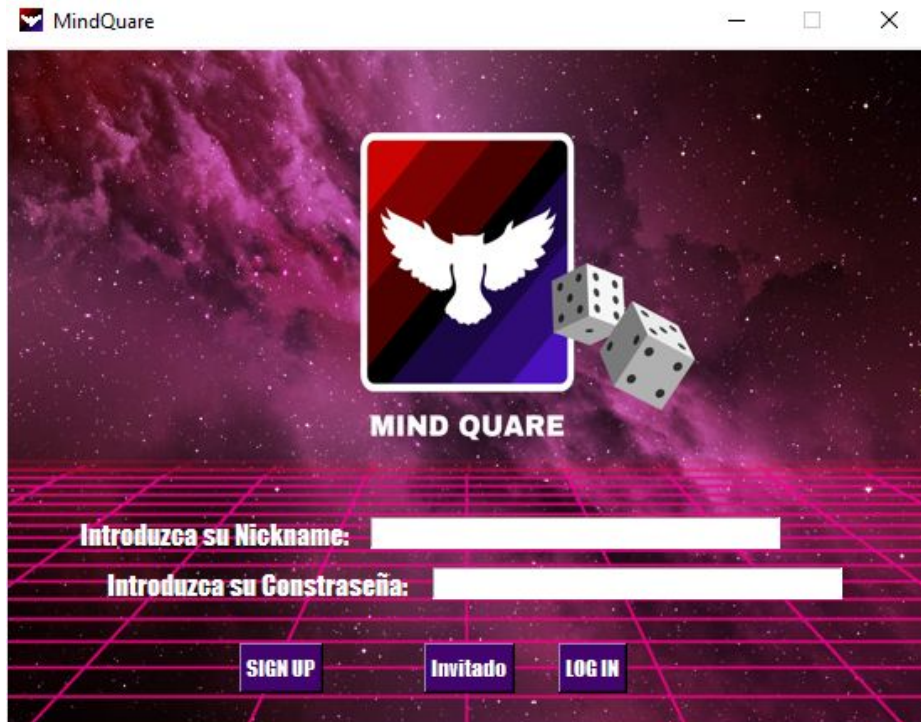 MindQuare
MIND QUARE
Introduzca su Nickname:
Introduzca su Constraseña:
SIGN UP Invitado LOG IN